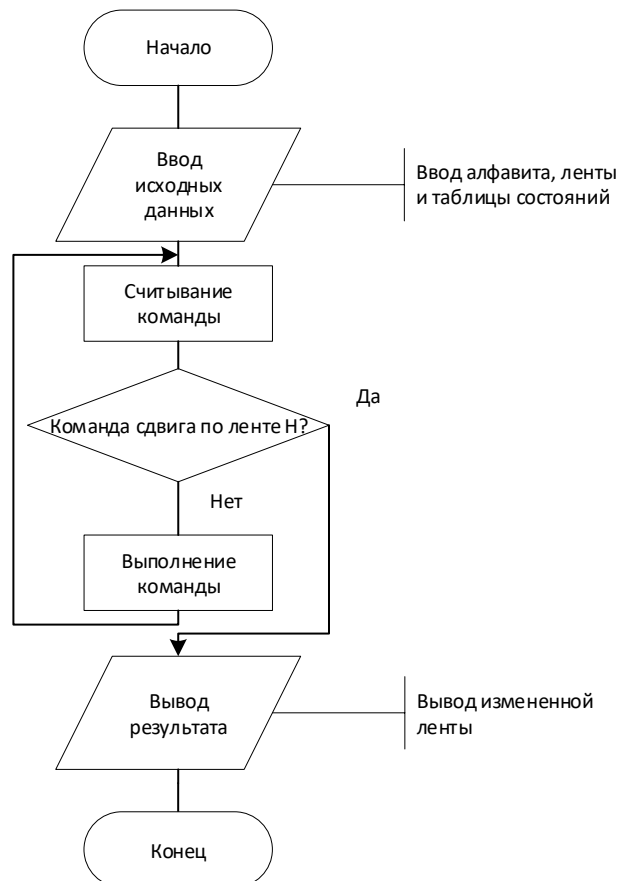 Начало
Ввод
исходных
данных
Ввод алфавита, ленты
и таблицы состояний
Считывание
команды
Да
Команда сдвига по ленте Н?
Нет
Выполнение
команды
Вывод
результата
Вывод измененной
ленты
Конец